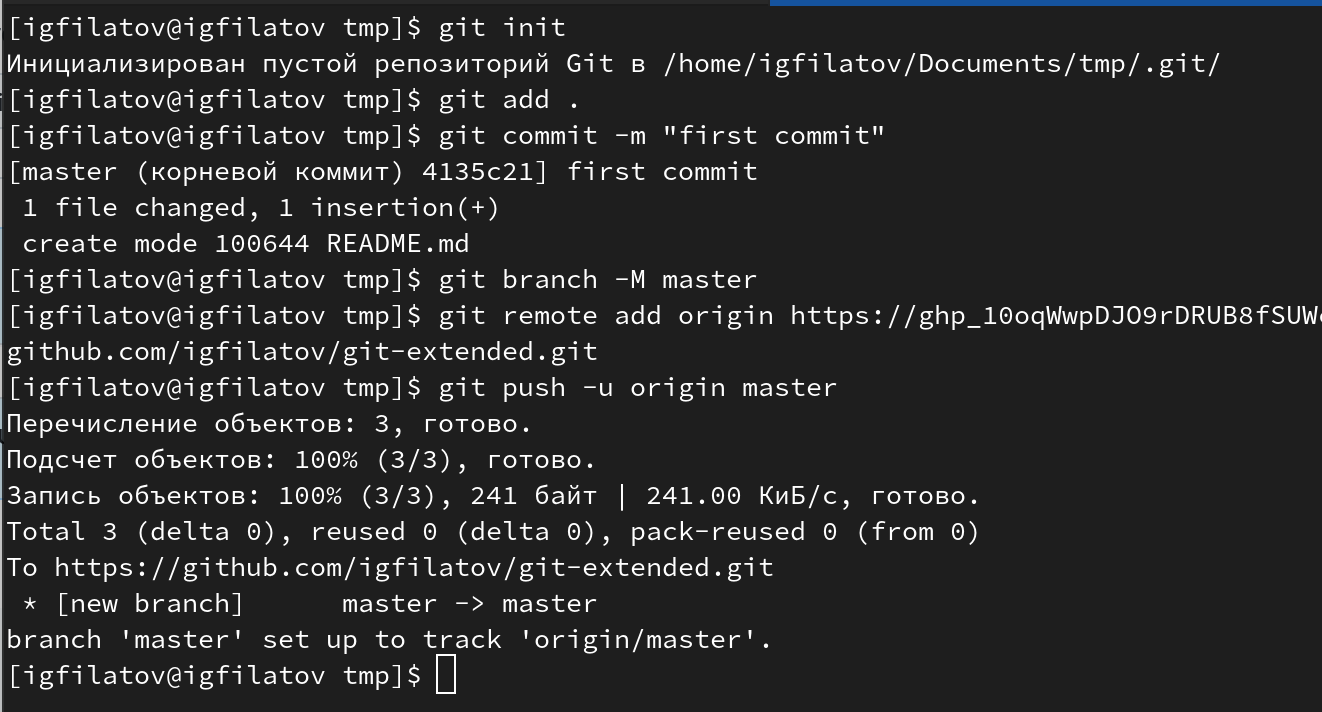 [igfilatov@igfilatov tmp]$ git init
Инициализирован пустой репозиторий Git в /home/igfilatov/Documents/tmp/.git/
[igfilatov@igfilatov tmp]$ git add .
[igfilatov@igfilatov tmp]$ git commit -m "first commit"
[master (корневой коммит) 4135c21] first commit
1 file changed, 1 insertion(+)
create mode 100644 README.md
[igfilatov@igfilatov tmp]$ git branch -M master
[igfilatov@igfilatov tmp]$ git remote add origin https://ghp_10oqWwpDJO9rDRUB8fSUW
github.com/igfilatov/git-extended.git
[igfilatov@igfilatov tmp]$ git push -u origin master
Перечисление объектов: 3, готово.
Подсчет объектов: 100% (3/3), готово.
Запись объектов: 100% (3/3), 241 байт | 241.00 КиБ/с, готово.
Total 3 (delta 0), reused 0 (delta 0), pack-reused 0 (from 0)
To https://github.com/igfilatov/git-extended.git
* [new branch]      master -> master
branch 'master' set up to track 'origin/master'.
[igfilatov@igfilatov tmp]$